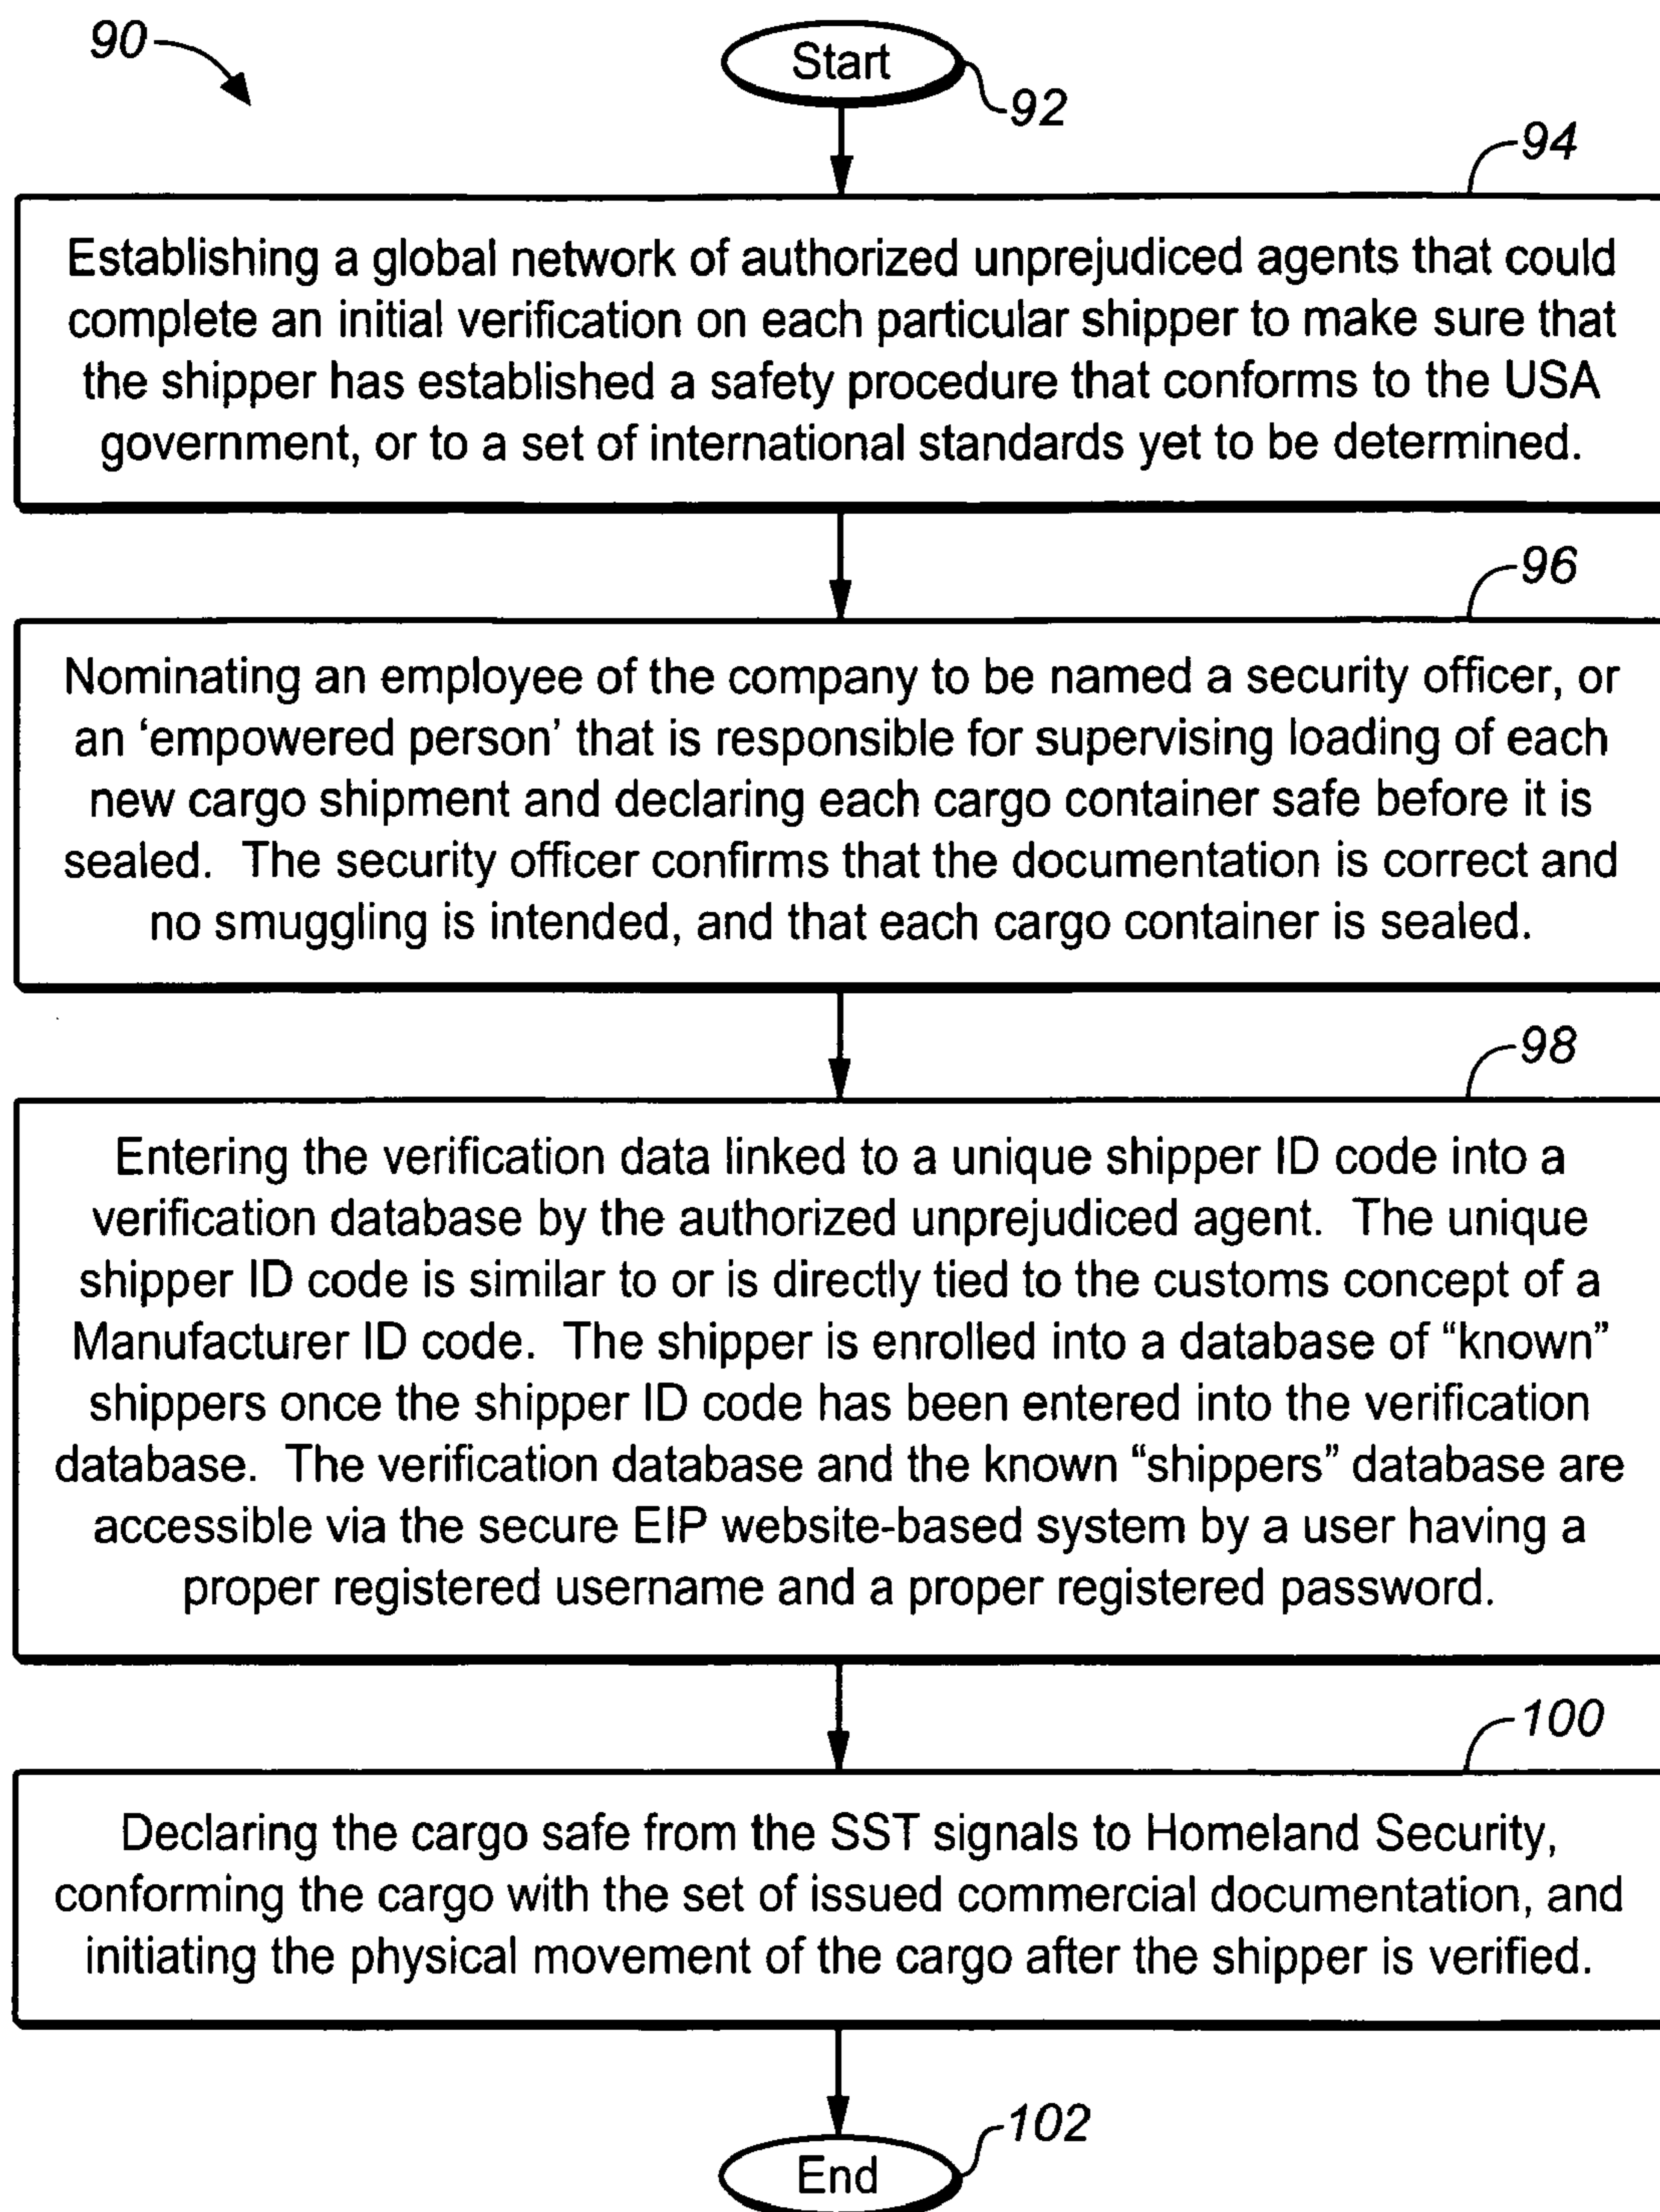 90
Start
92
94
Establishing a global network of authorized unprejudiced agents that could
complete an initial verification on each particular shipper to make sure that
the shipper has established a safety procedure that conforms to the USA
government, or to a set of international standards yet to be determined.
96
Nominating an employee of the company to be named a security officer, or
an ‘empowered person’ that is responsible for supervising loading of each
new cargo shipment and declaring each cargo container safe before it is
sealed. The security officer confirms that the documentation is correct and
no smuggling is intended, and that each cargo container is sealed.
98
Entering the verification data linked to a unique shipper ID code into a
verification database by the authorized unprejudiced agent. The unique
shipper ID code is similar to or is directly tied to the customs concept of a
Manufacturer ID code. The shipper is enrolled into a database of “known”
shippers once the shipper ID code has been entered into the verification
database. The verification database and the known “shippers” database are
accessible via the secure EIP website-based system by a user having a
proper registered username and a proper registered password.
100
Declaring the cargo safe from the SST signals to Homeland Security,
conforming the cargo with the set of issued commercial documentation, and
initiating the physical movement of the cargo after the shipper is verified.
102
End